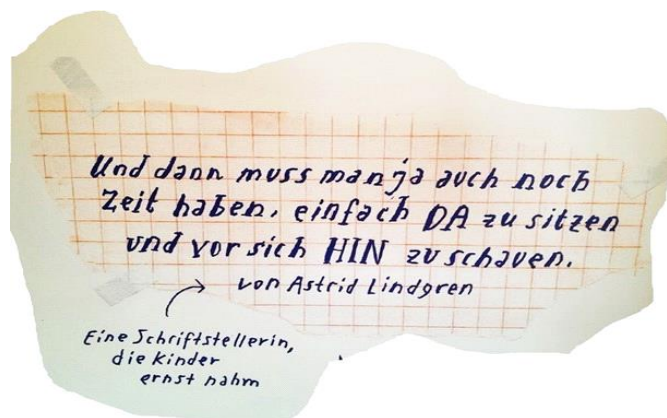 Und dann muss man ja auch noch
Zeit haben, einfach DA zu sitzen
und vor sich HIN zu schauen.
von Astrid Lindgren
Eine Schriftstellerin,
die Kinder
ernst nahm